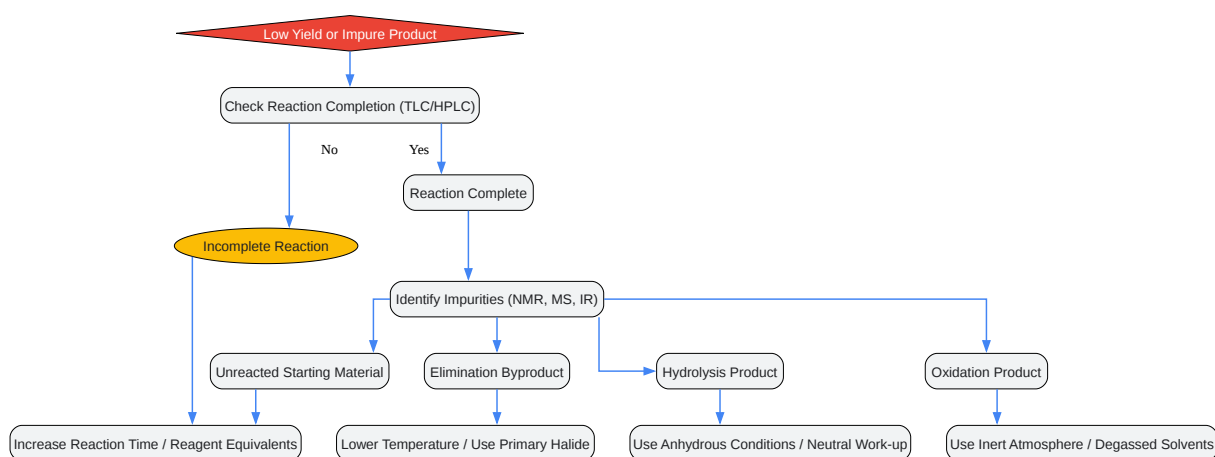 Low Yield or Impure Product
Check Reaction Completion (TLC/HPLC)
No
Yes
Reaction Complete
Incomplete Reaction
Identify Impurities (NMR, MS, IR)
Unreacted Starting Material
Elimination Byproduct
Hydrolysis Product
Oxidation Product
Increase Reaction Time / Reagent Equivalents
Lower Temperature / Use Primary Halide
Use Anhydrous Conditions / Neutral Work-up
Use Inert Atmosphere / Degassed Solvents